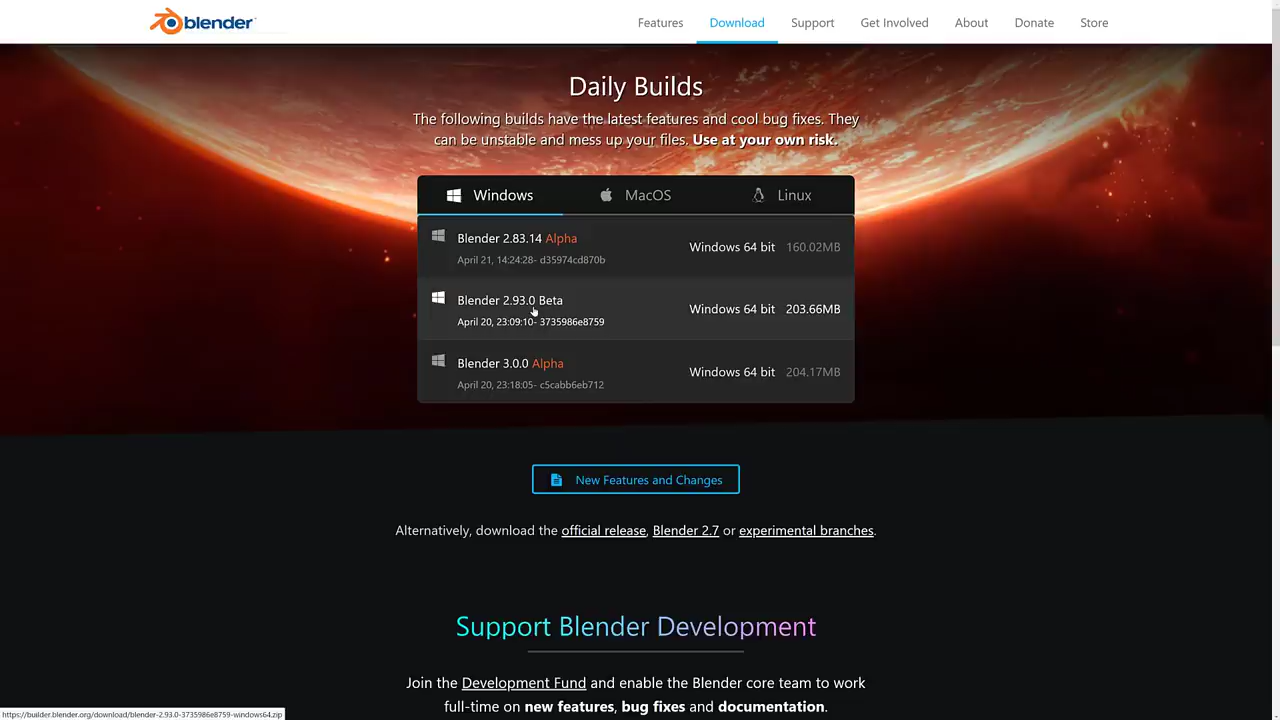 blender
Features Download Support Get Involved About Donate Store
Daily Builds
The following builds have the latest features and cool bug fixes. They
can be unstable and mess up your files. Use at your own risk.
Windows MacOS Linux
Blender 2.83.14 Alpha Windows 64 bit 160.02MB
April 21, 14:24:28- d35974cd870b
Blender 2.93.0 Beta Windows 64 bit 203.66MB
April 20, 23:09:10- 3735986e8759
Blender 3.0.0 Alpha Windows 64 bit 204.17MB
April 20, 23:18:05- c5cabb6eb712
New Features and Changes
Alternatively, download the official release, Blender 2.7 or experimental branches.
Support Blender Development
Join the Development Fund and enable the Blender core team to work
full-time on new features, bug fixes and documentation.
https://builder.blender.org/download/blender-2.93.0-3735986e8759-windows64.zip